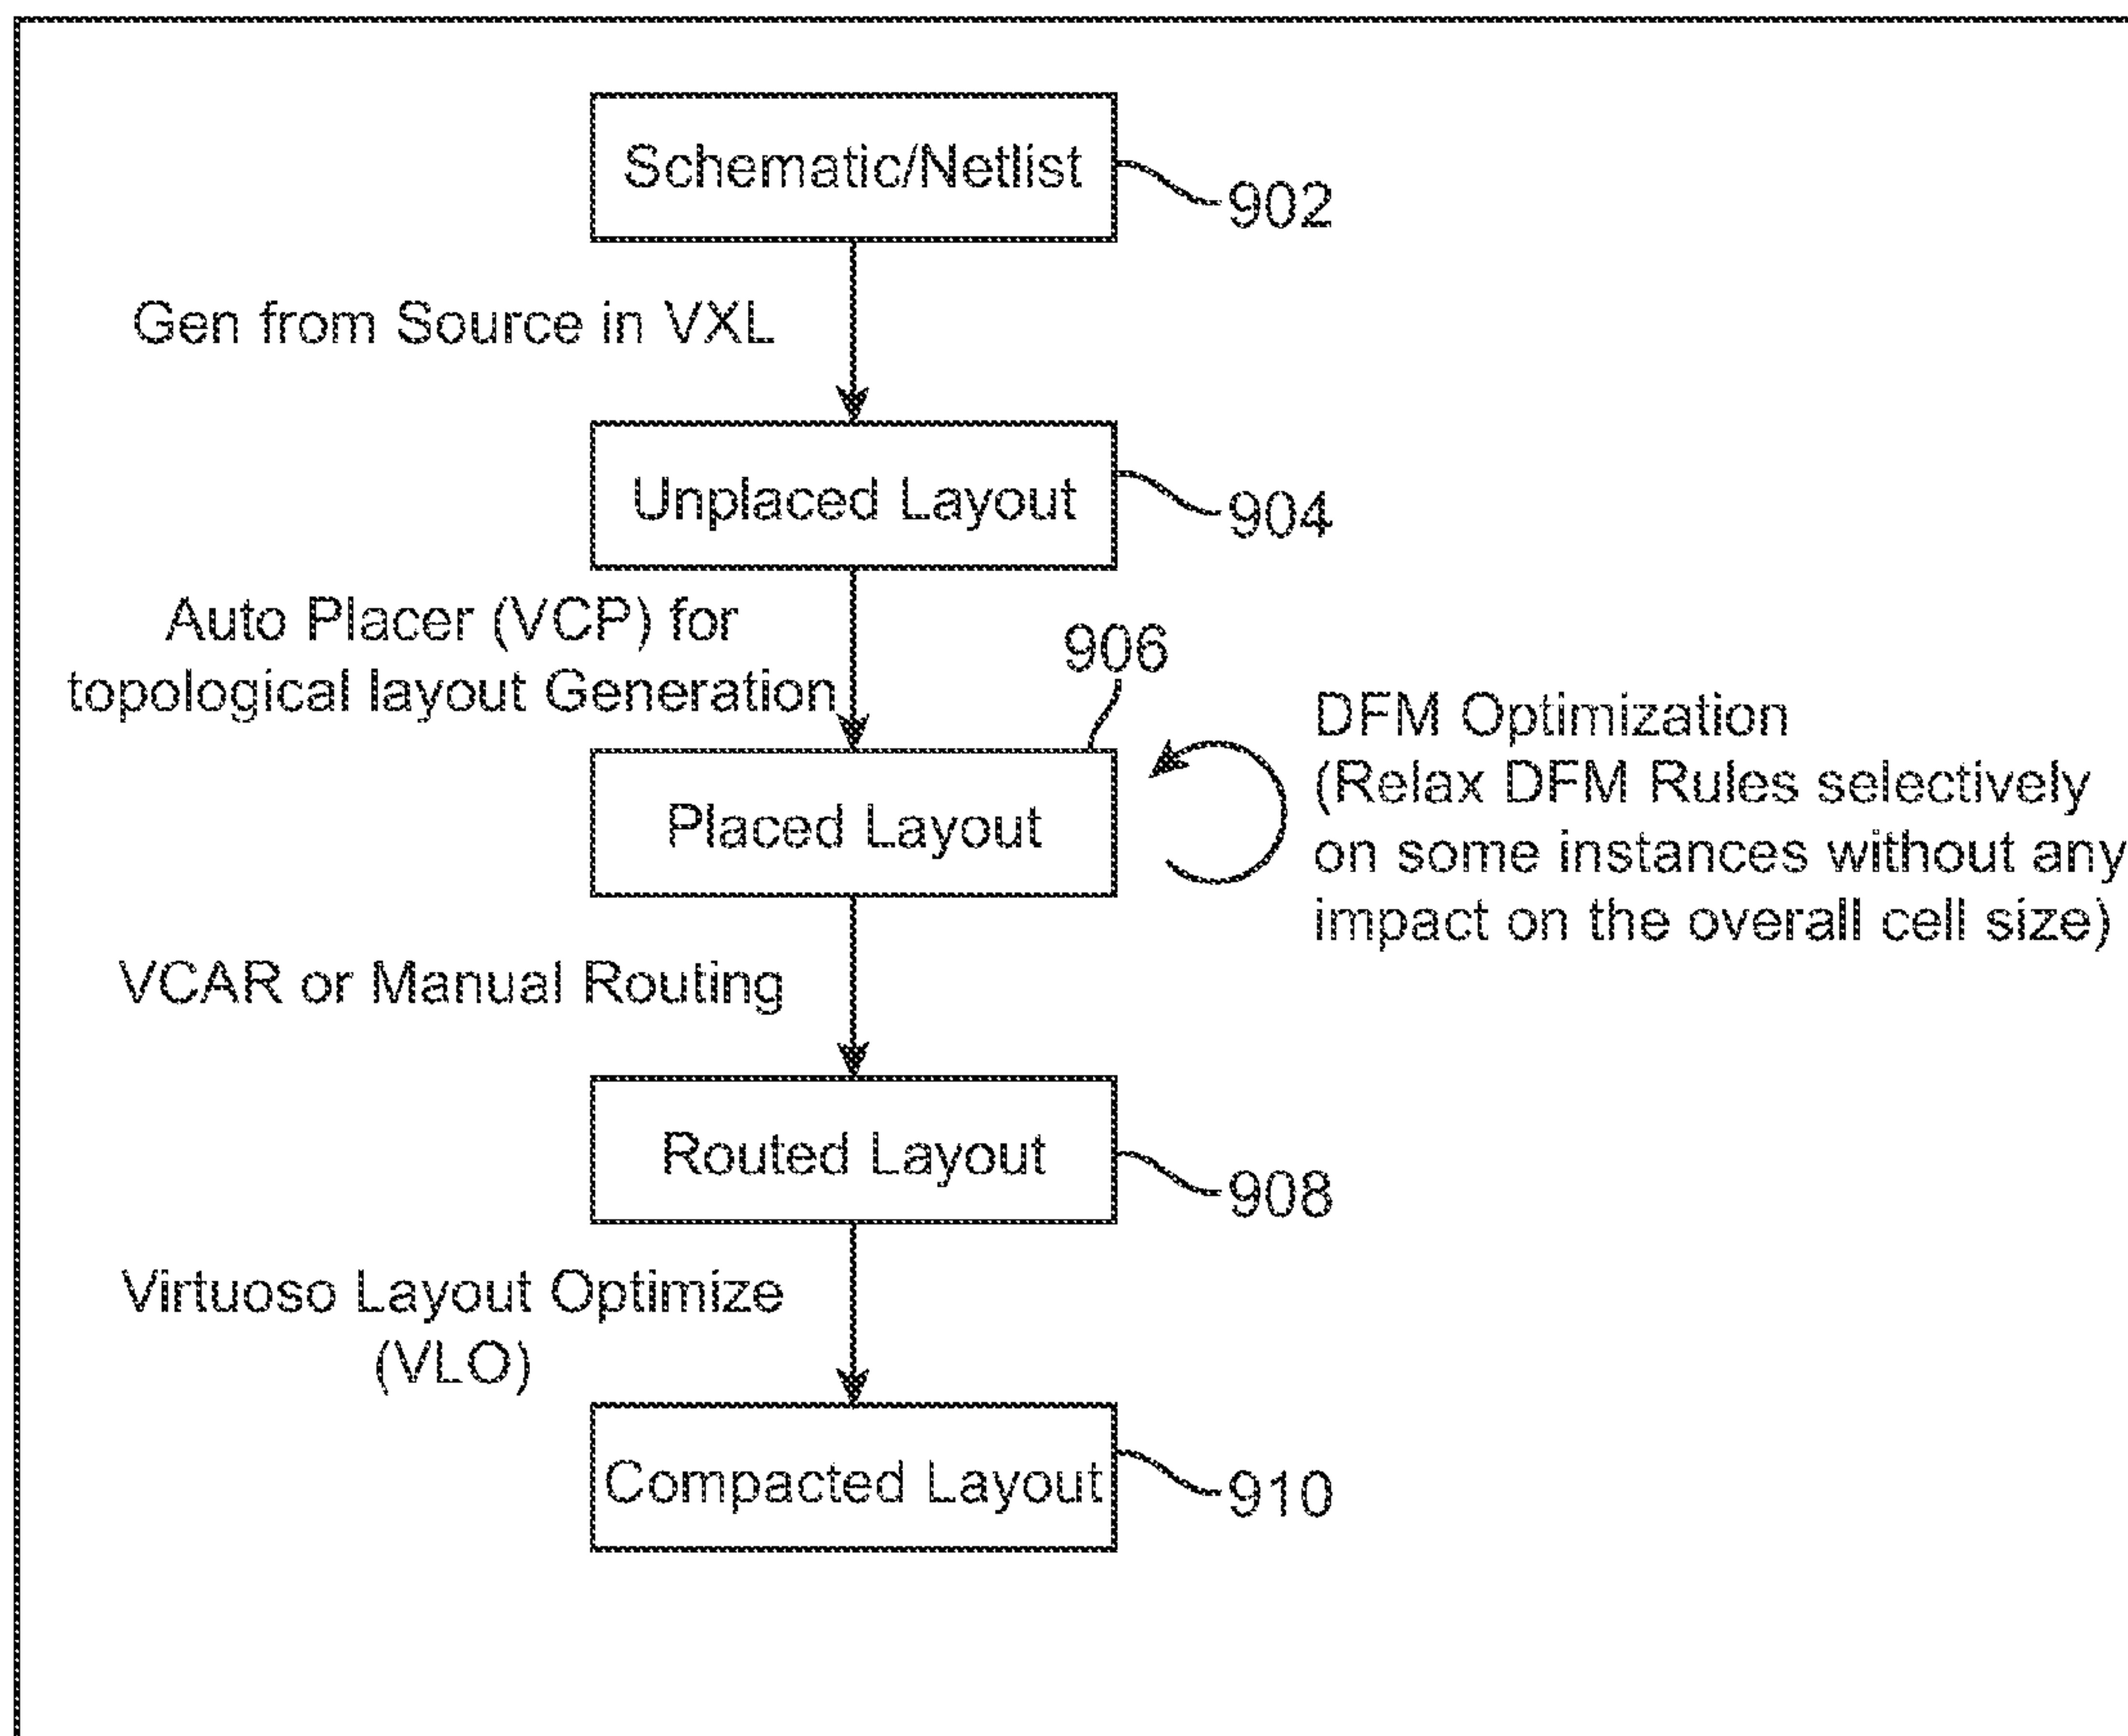 Schematic/Netlist
902
Gen from Source in VXL
Unplaced Layout
904
Auto Placer (VCP) for
topological layout Generation
906
DFM Optimization
(Relax DFM Rules selectively
on some instances without any
impact on the overall cell size)
Placed Layout
VCAR or Manual Routing
Routed Layout
908
Virtuoso Layout Optimize
(VLO)
Compacted Layout
910